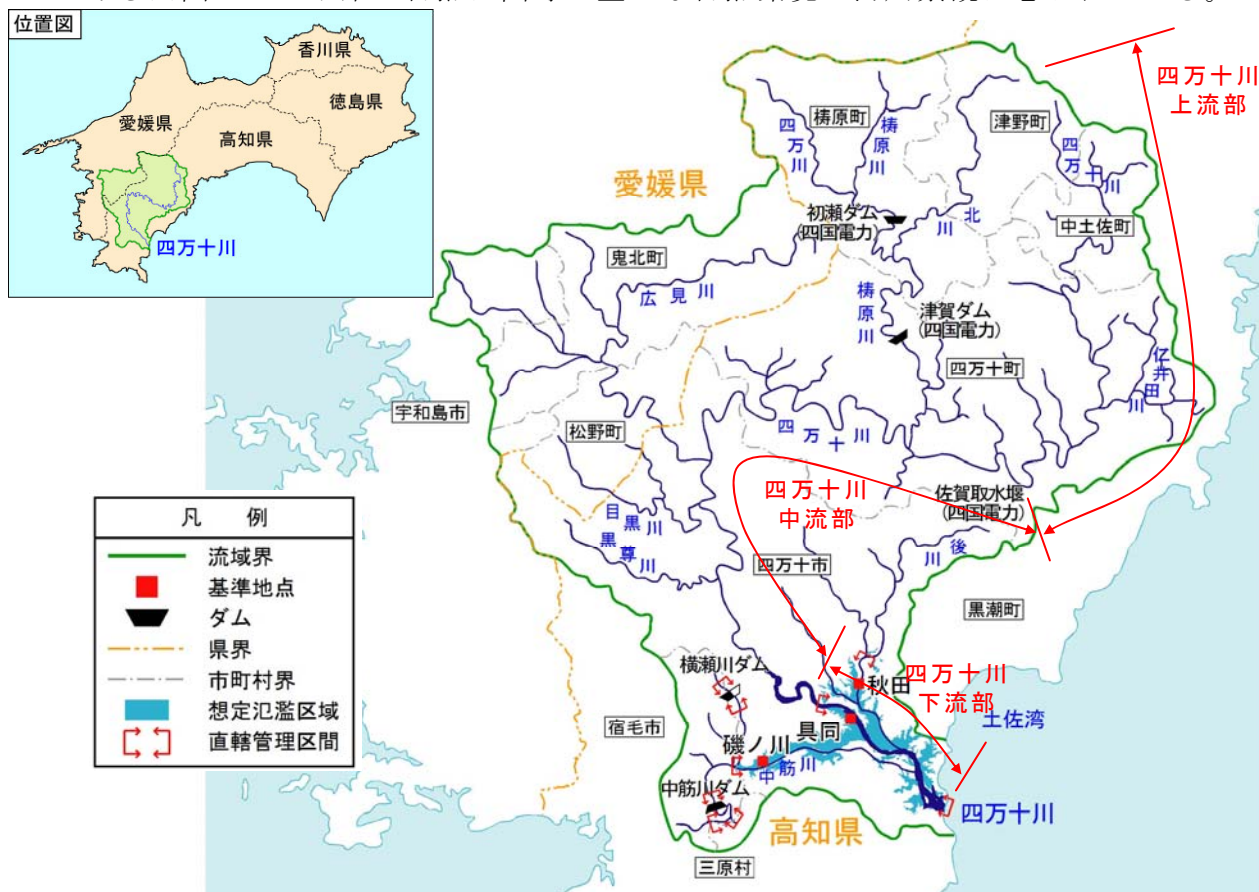 位置図
香川県
徳島県
愛媛県
高知県
四万十川
四万十川
上流部
梼原町
津野町
四万川
梼原川
四万十川
愛媛県
初瀬ダム
(四国電力)
北川
中土佐町
鬼北町
広見川
梼原川
津賀ダム
(四国電力)
四万十町
仁井田川
宇和島市
松野町
四万十川
四万十川
中流部
佐賀取水堰
(四国電力)
目黒川
黒尊川
後川
四万十市
黒潮町
凡 例
流域界
基準地点
ダム
県界
市町村界
想定氾濫区域
直轄管理区間
横瀬川ダム
秋田
四万十川
下流部
土佐湾
宿毛市
具同
磯ノ川
中筋川
中筋川ダム
四万十川
高知県
三原村